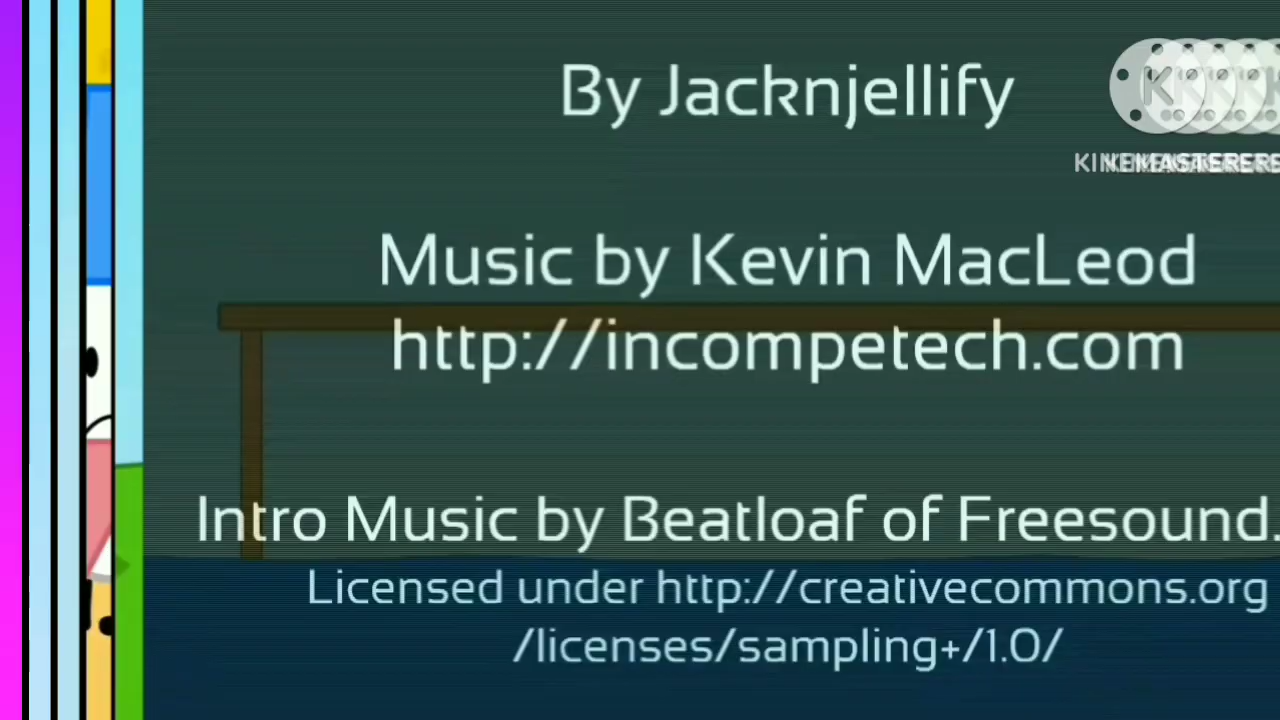 By Jacknjellify
Music by Kevin MacLeod
http://incompetech.com
Intro Music by Beatloaf of Freesound.
Licensed under http://creativecommons.org
/licenses/sampling+/1.0/